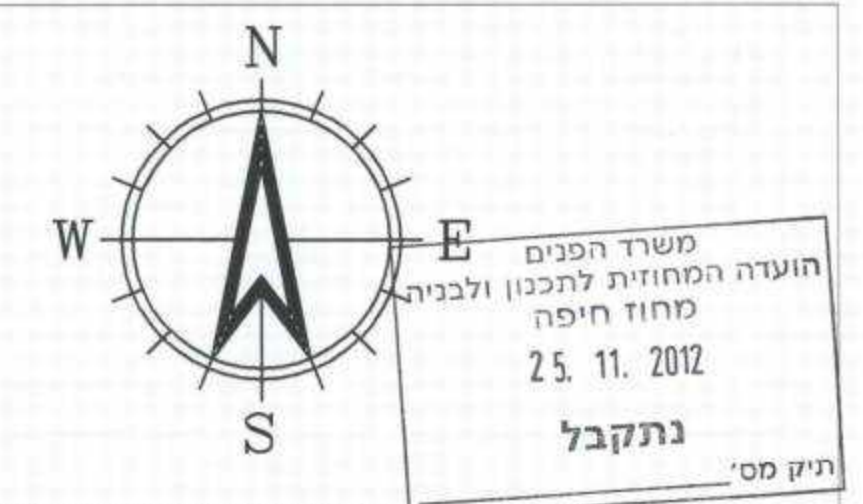 N
W
E
S
משרד הפנים
הועדה המחוזית לתכנון ולבניה
מחוז חיפה
25. 11. 2012
נתקבל
תיק מס'